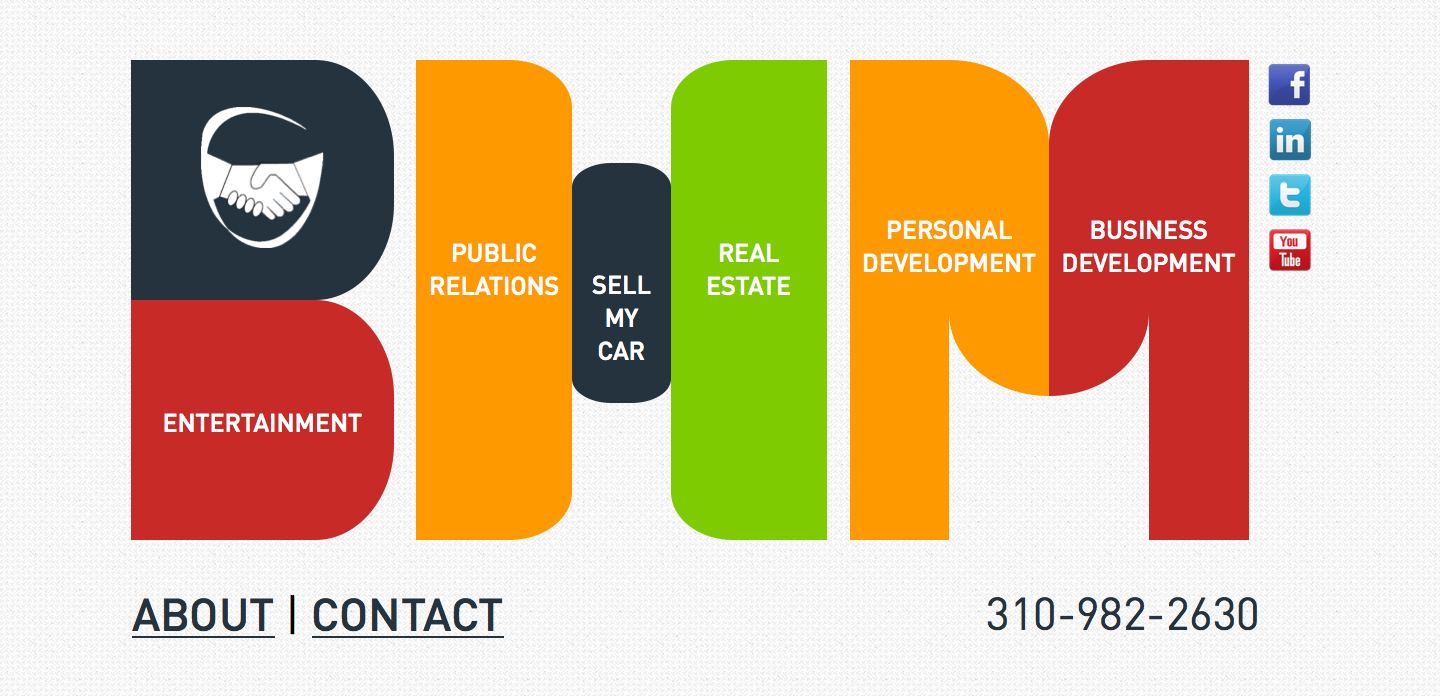 ENTERTAINMENT
PUBLIC
RELATIONS
SELL
MY
CAR
REAL
ESTATE
PERSONAL
DEVELOPMENT
BUSINESS
DEVELOPMENT
f
in
t
You
Tube
ABOUT | CONTACT
310-982-2630